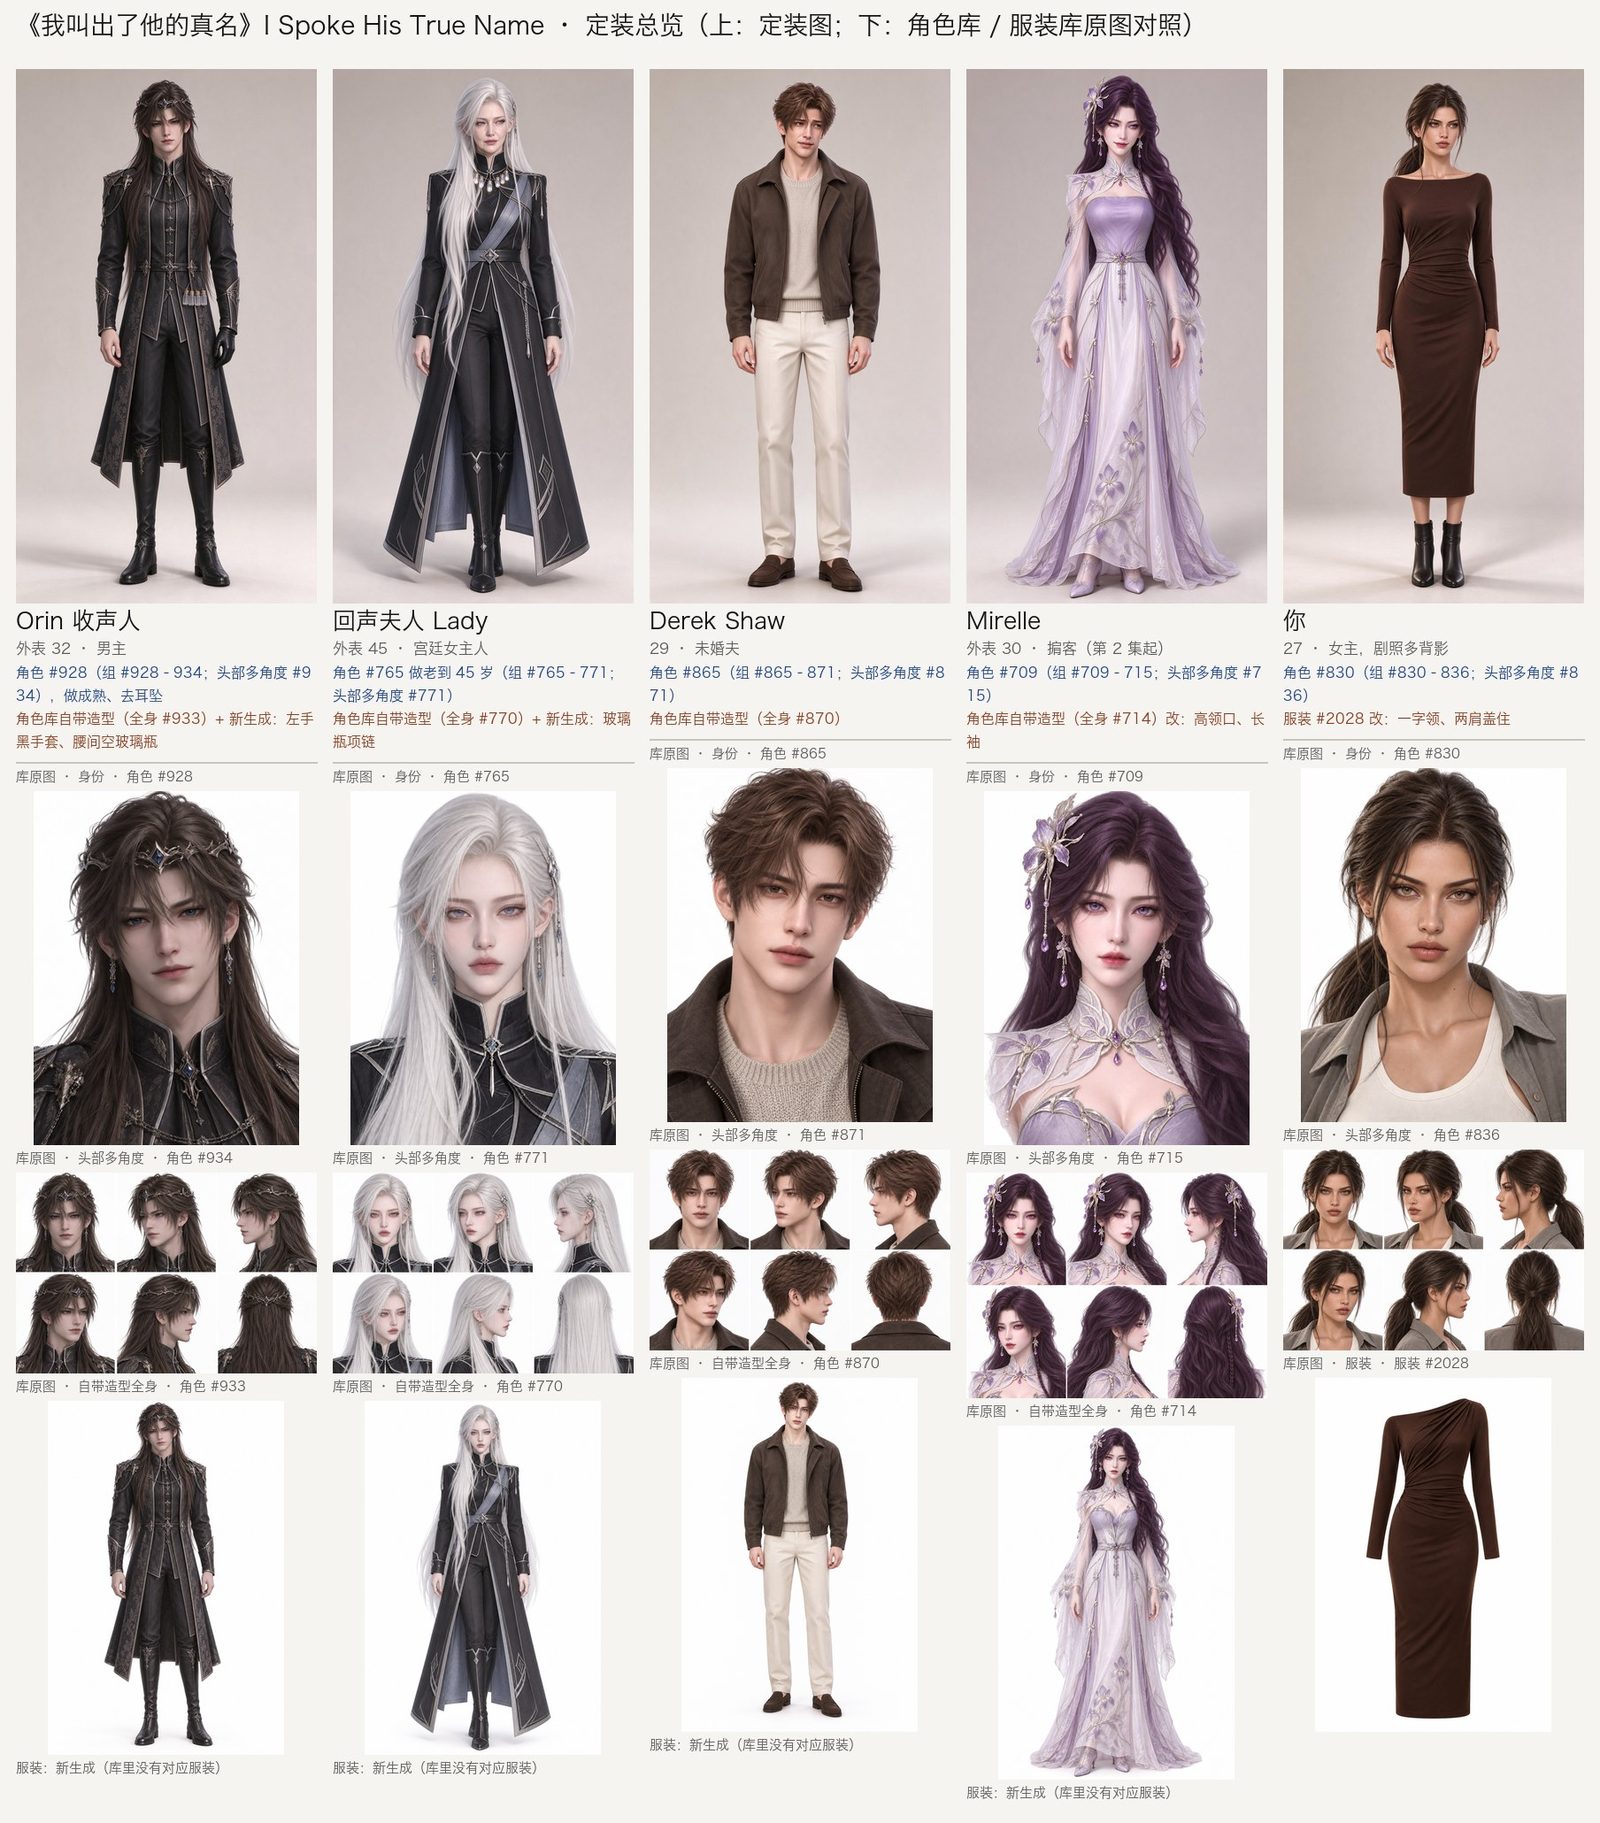 《我叫出了他的真名》I Spoke His True Name · 定装总览（上：定装图；下：角色库 / 服装库原图对照）
Orin 收声人
外表 32 · 男主
角色 #928（组 #928 - 934；头部多角度 #9
34），做成熟、去耳坠
角色库自带造型（全身 #933）+ 新生成：左手
黑手套、腰间空玻璃瓶
库原图 · 身份 · 角色 #928
库原图 · 头部多角度 · 角色 #934
库原图 · 自带造型全身 · 角色 #933
服装：新生成（库里没有对应服装）
回声夫人 Lady
外表 45 · 宫廷女主人
角色 #765 做老到 45 岁（组 #765 - 771；
头部多角度 #771）
角色库自带造型（全身 #770）+ 新生成：玻璃
瓶项链
库原图 · 身份 · 角色 #765
库原图 · 头部多角度 · 角色 #771
库原图 · 自带造型全身 · 角色 #770
服装：新生成（库里没有对应服装）
Derek Shaw
29 · 未婚夫
角色 #865（组 #865 - 871；头部多角度 #8
71）
角色库自带造型（全身 #870）
库原图 · 身份 · 角色 #865
库原图 · 头部多角度 · 角色 #871
库原图 · 自带造型全身 · 角色 #870
服装：新生成（库里没有对应服装）
Mirelle
外表 30 · 掮客（第 2 集起）
角色 #709（组 #709 - 715；头部多角度 #7
15）
角色库自带造型（全身 #714）改：高领口、长
袖
库原图 · 身份 · 角色 #709
库原图 · 头部多角度 · 角色 #715
库原图 · 自带造型全身 · 角色 #714
服装：新生成（库里没有对应服装）
你
27 · 女主，剧照多背影
角色 #830（组 #830 - 836；头部多角度 #8
36）
服装 #2028 改：一字领、两肩盖住
库原图 · 身份 · 角色 #830
库原图 · 头部多角度 · 角色 #836
库原图 · 服装 · 服装 #2028